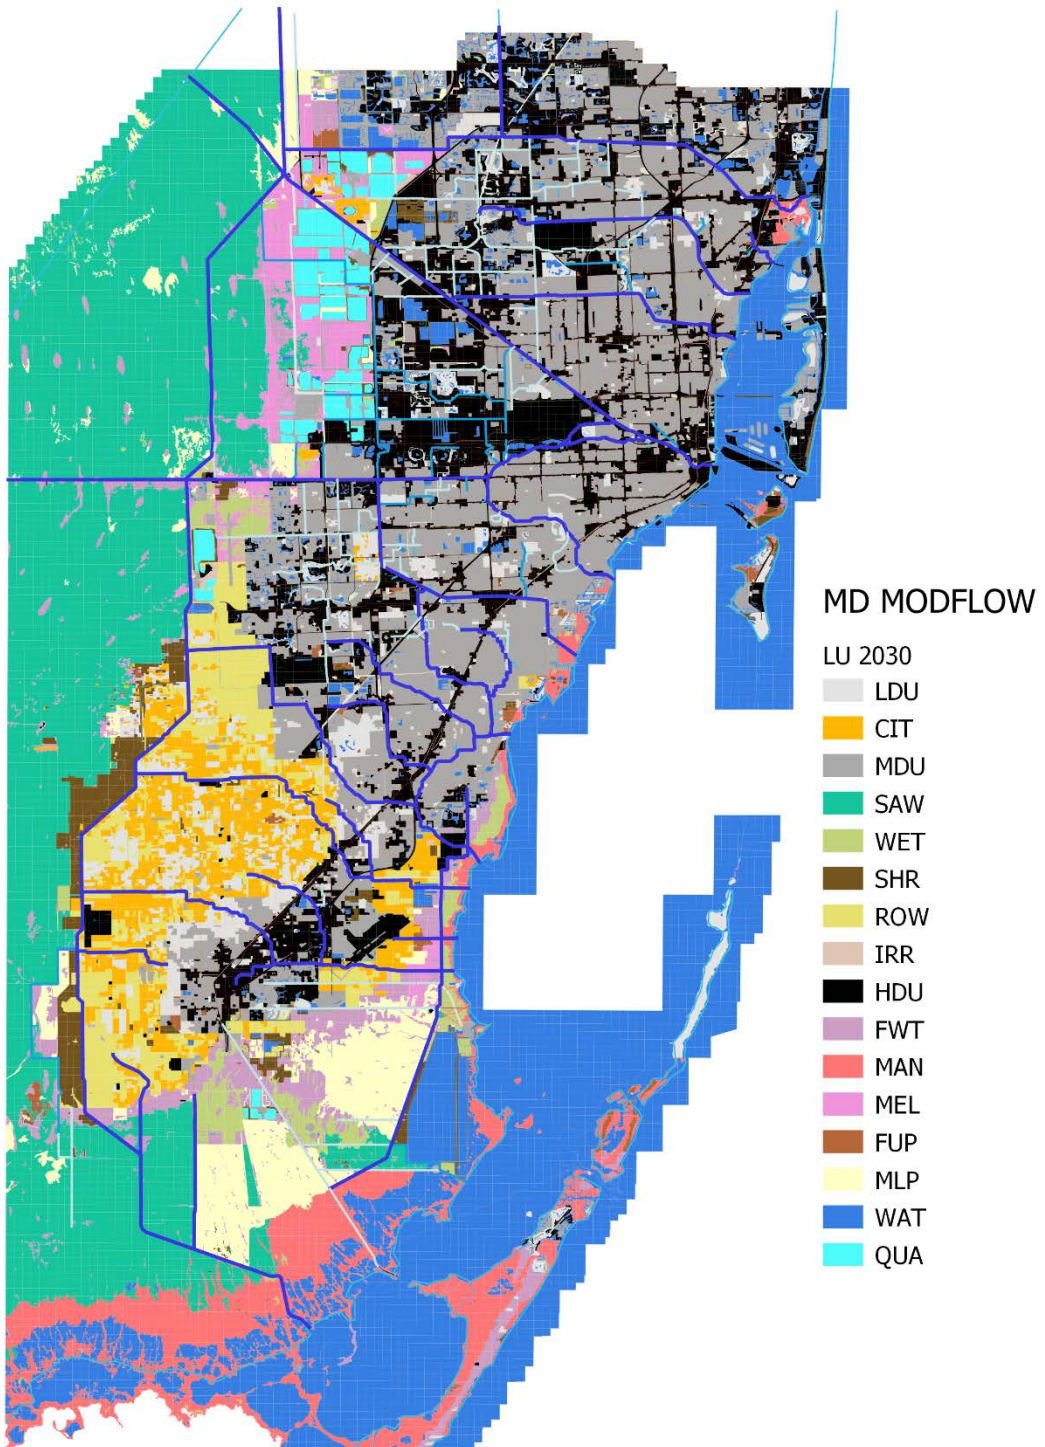 MD MODFLOW
LU 2030
LDU
CIT
MDU
SAW
WET
SHR
ROW
IRR
HDU
FWT
MAN
MEL
FUP
MLP
WAT
QUA